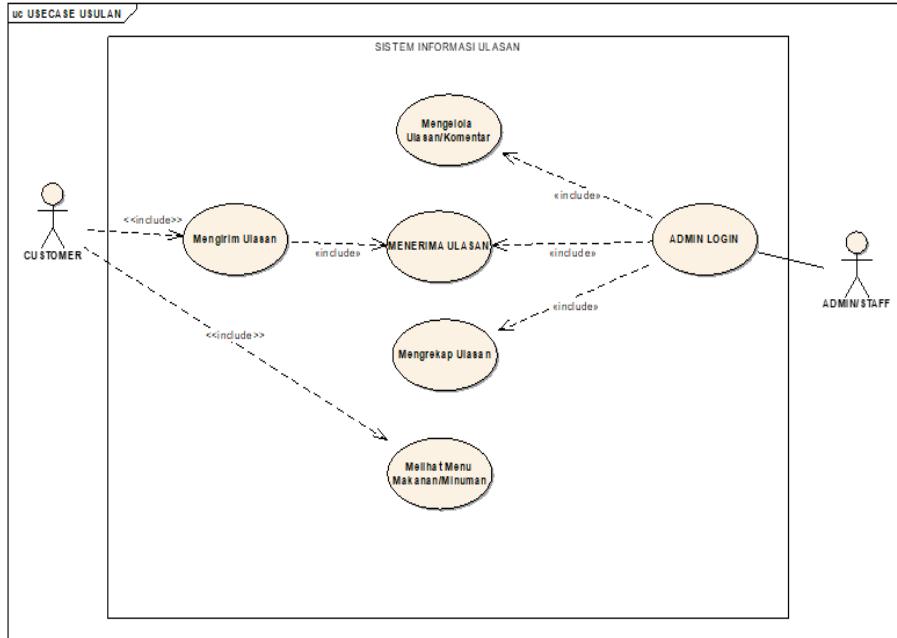 uc USECASE USULAN
SISTEM INFORMASI ULASAN
Mengelola
Ulasan/Komentar
«include»
<<include>>
Mengirim Ulasan
«include»
MENERIMA ULASAN
«include»
ADMIN LOGIN
CUSTOMER
ADMIN/STAFF
«include»
<<include>>
Mengrekap Ulasan
Melihat Menu
Makanan/Minuman